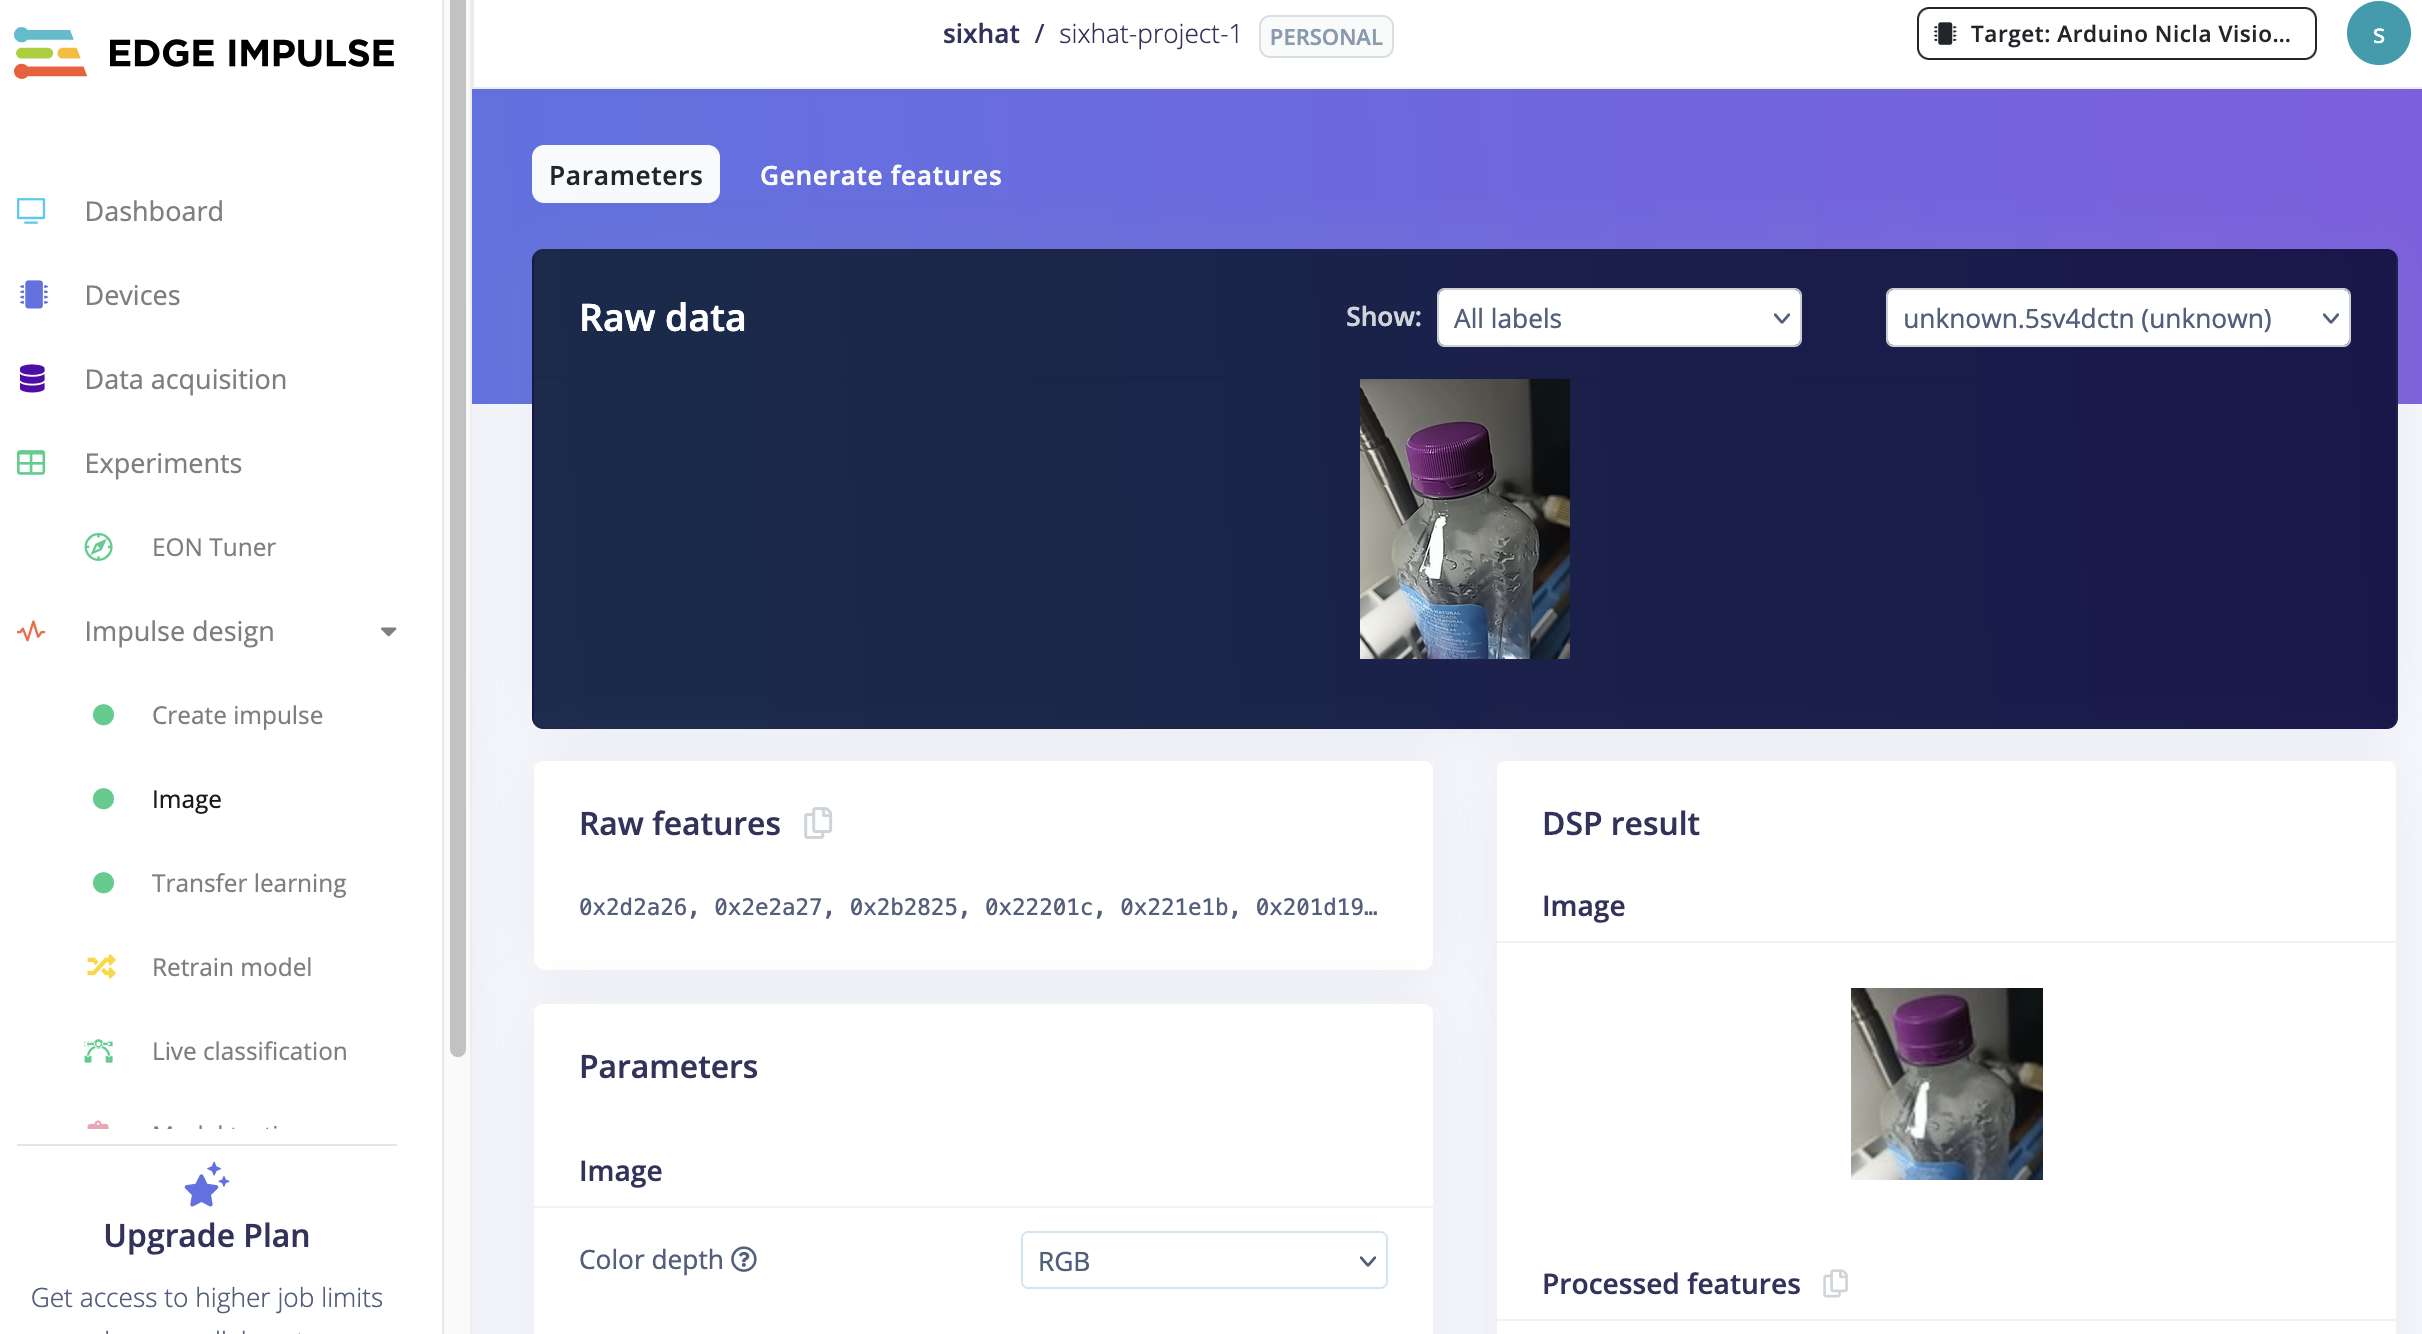 EDGE IMPULSE
sixhat / sixhat-project-1 PERSONAL
Target: Arduino Nicla Visio...
s
Dashboard
Devices
Data acquisition
Experiments
EON Tuner
Impulse design
Create impulse
Image
Transfer learning
Retrain model
Live classification
Upgrade Plan
Get access to higher job limits
Parameters
Generate features
Raw data
Show: All labels
unknown.5sv4dctn (unknown)
Raw features
0x2d2a26, 0x2e2a27, 0x2b2825, 0x22201c, 0x221e1b, 0x201d19…
Parameters
Image
Color depth ?
RGB
DSP result
Image
Processed features